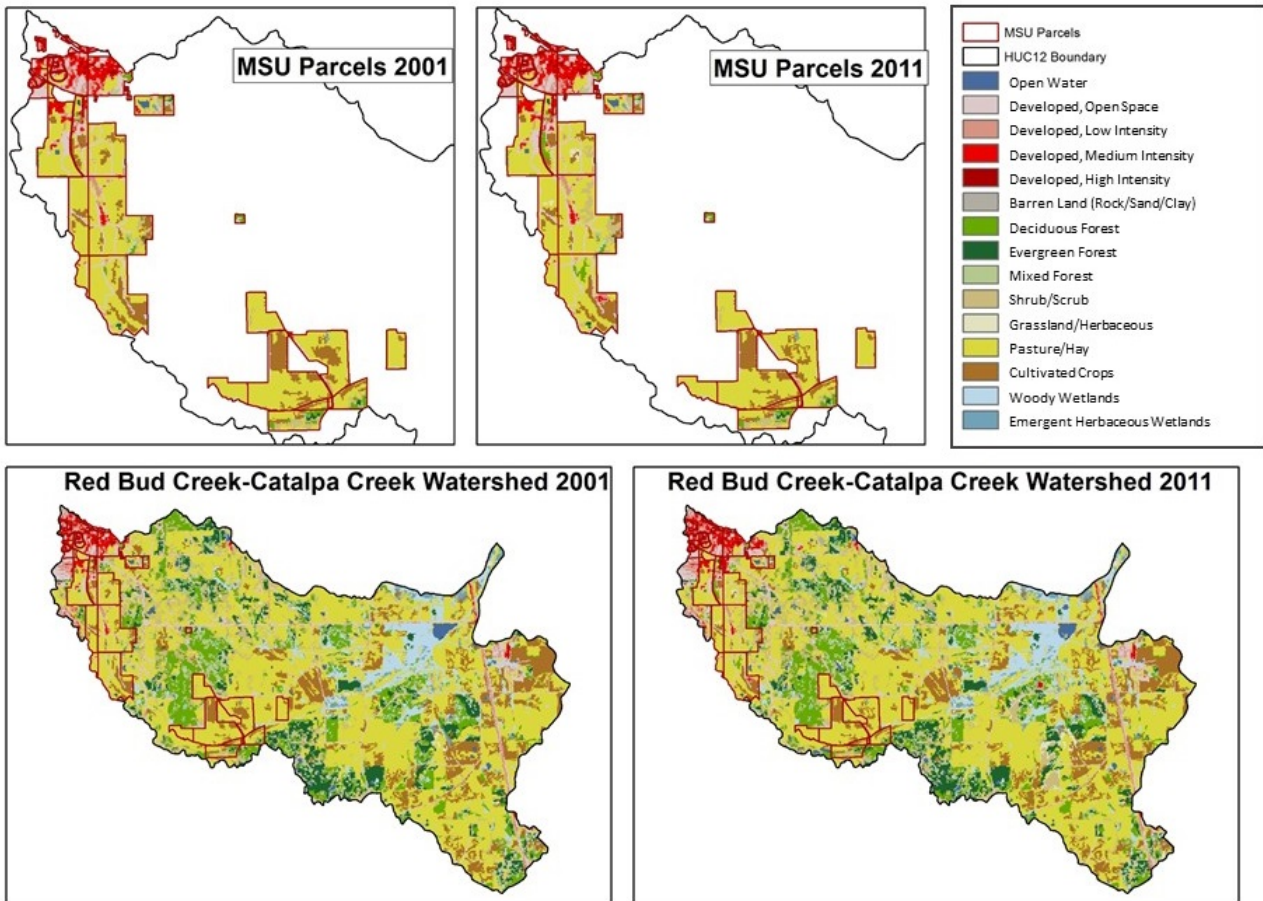 MSU Parcels 2001
MSU Parcels 2011
MSU Parcels
HUC12 Boundary
Open Water
Developed, Open Space
Developed, Low Intensity
Developed, Medium Intensity
Developed, High Intensity
Barren Land (Rock/Sand/Clay)
Deciduous Forest
Evergreen Forest
Mixed Forest
Shrub/Scrub
Grassland/Herbaceous
Pasture/Hay
Cultivated Crops
Woody Wetlands
Emergent Herbaceous Wetlands
Red Bud Creek-Catalpa Creek Watershed 2001
Red Bud Creek-Catalpa Creek Watershed 2011